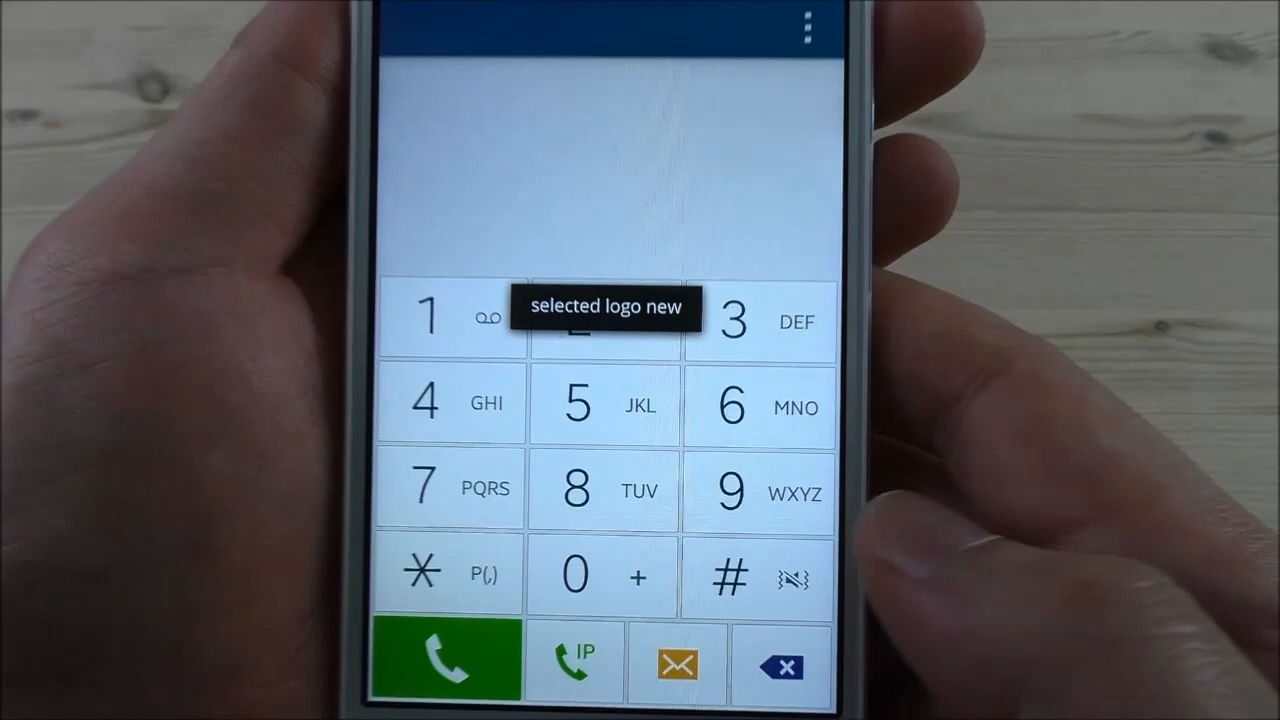 selected logo new
1
3 DEF
4 GHI
5 JKL
6 MNO
7 PQRS
8 TUV
9 WXYZ
* P(,)
0 +
#
IP